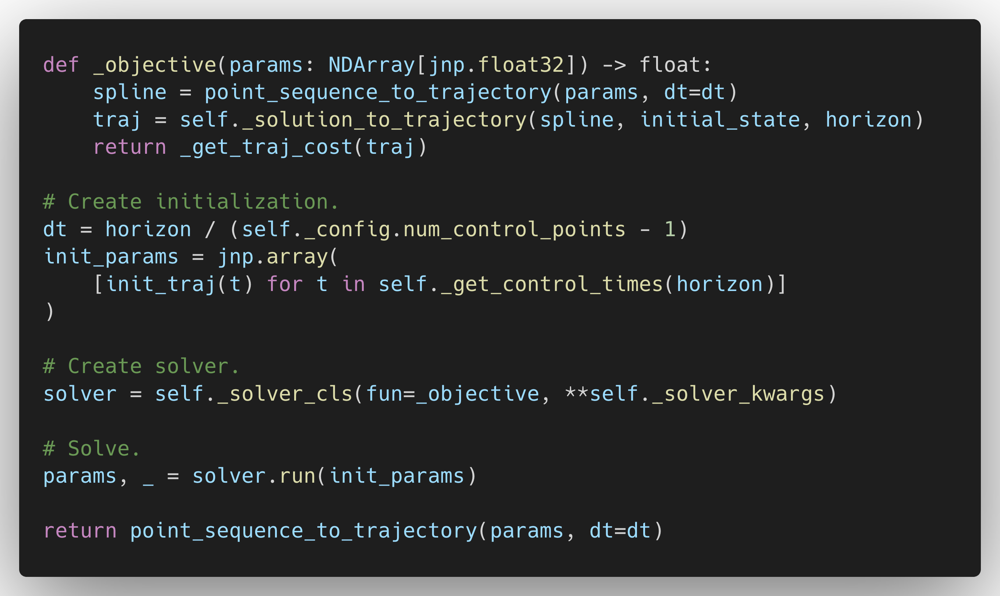 def _objective(params: NDArray[jnp.float32]) -> float:
    spline = point_sequence_to_trajectory(params, dt=dt)
    traj = self._solution_to_trajectory(spline, initial_state, horizon)
    return _get_traj_cost(traj)

# Create initialization.
dt = horizon / (self._config.num_control_points - 1)
init_params = jnp.array(
    [init_traj(t) for t in self._get_control_times(horizon)]
)

# Create solver.
solver = self._solver_cls(fun=_objective, **self._solver_kwargs)

# Solve.
params, _ = solver.run(init_params)

return point_sequence_to_trajectory(params, dt=dt)